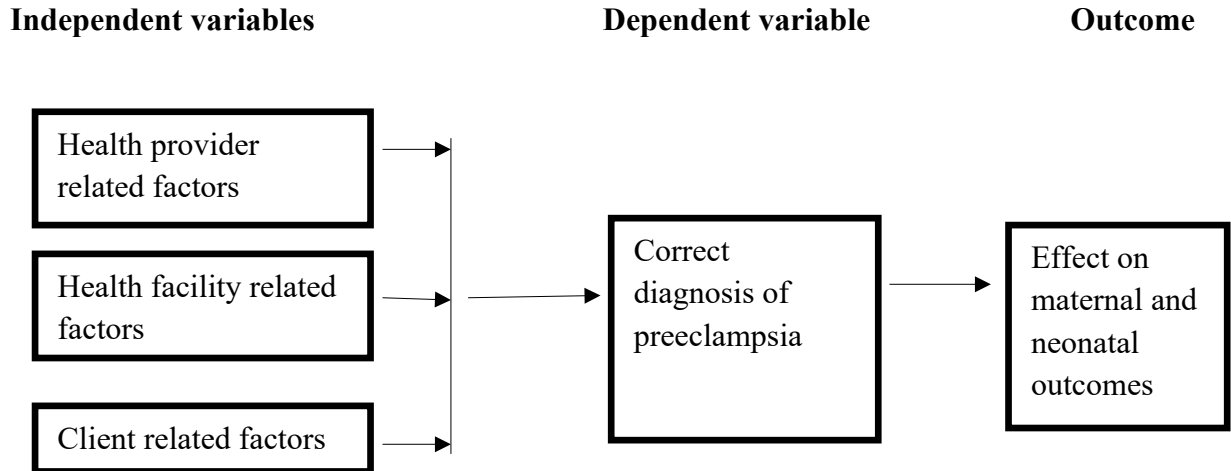 Independent variables
Dependent variable
Outcome
Health provider
related factors
Health facility related
factors
Client related factors
Correct
diagnosis of
preeclampsia
Effect on
maternal and
neonatal
outcomes